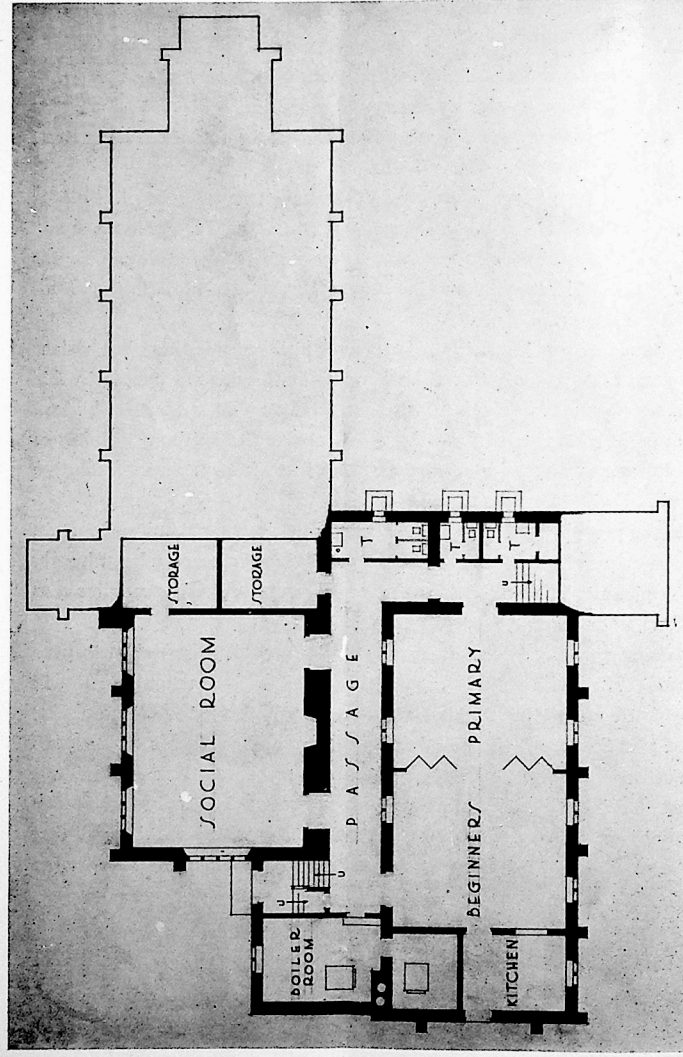 STORAGE
STORAGE
SOCIAL ROOM
PASSAGE
T
T
T
U
PRIMARY
BEGINNERS
U
U
BOILER
ROOM
KITCHEN